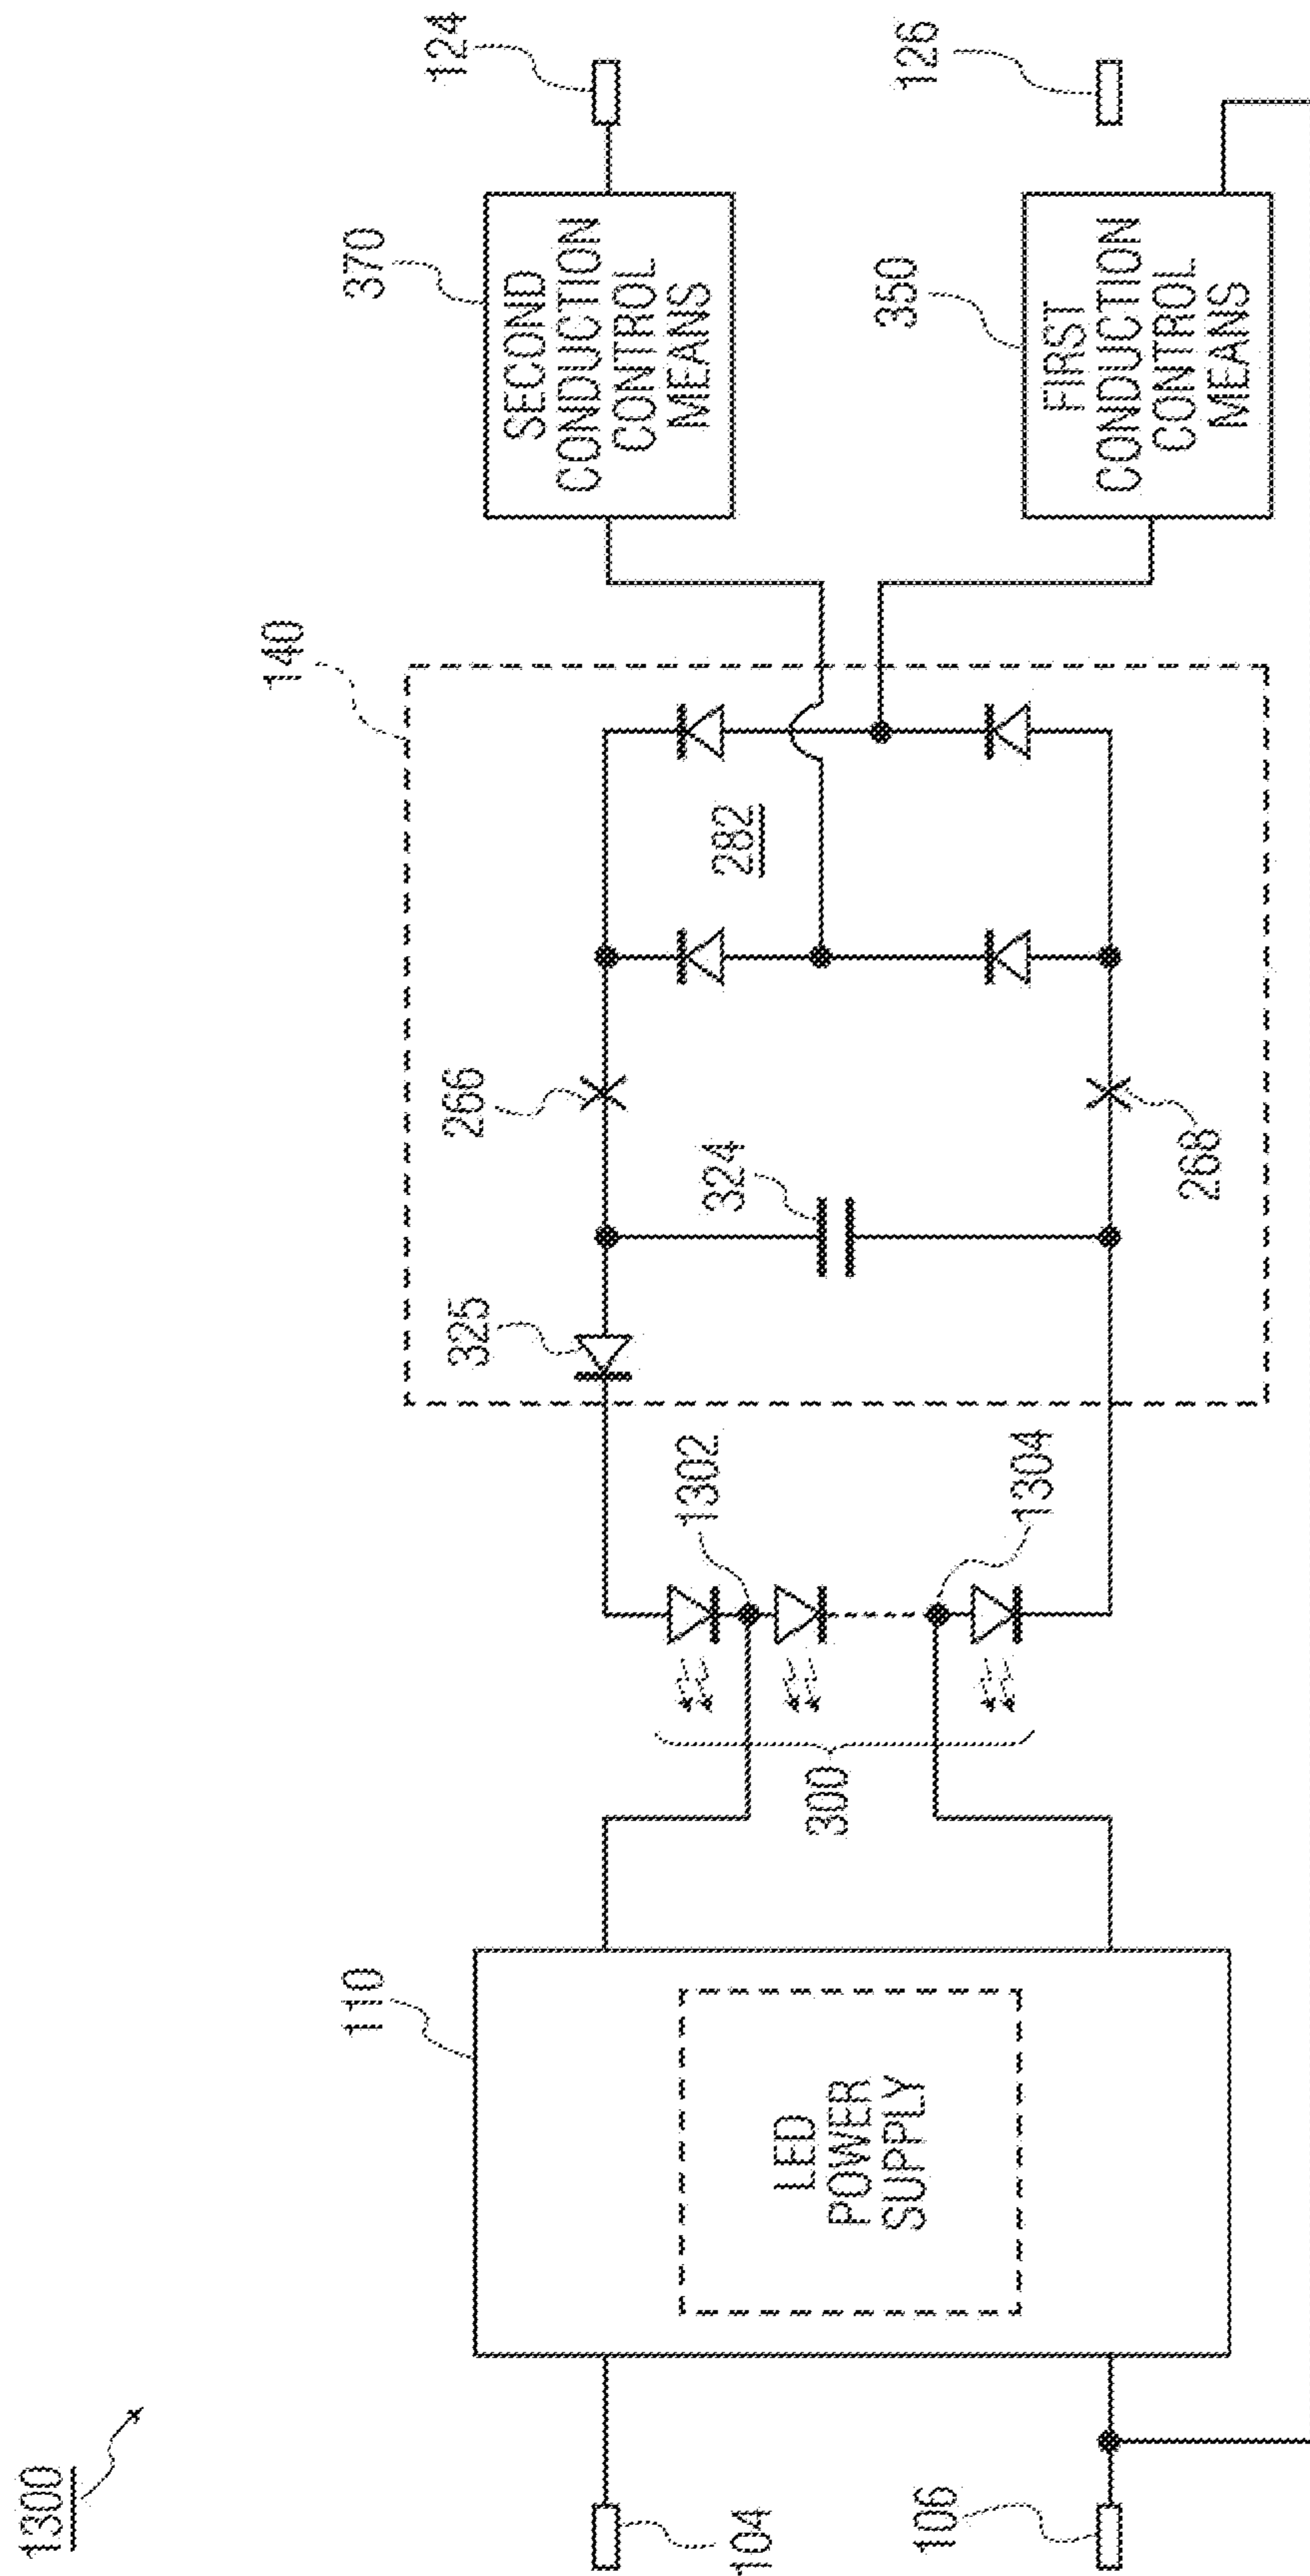 1300
104
106
110
LED
POWER
SUPPLY
300
1302
1304
140
325
324
266
268
282
370
SECOND
CONDUCTION
CONTROL
MEANS
350
FIRST
CONDUCTION
CONTROL
MEANS
124
126